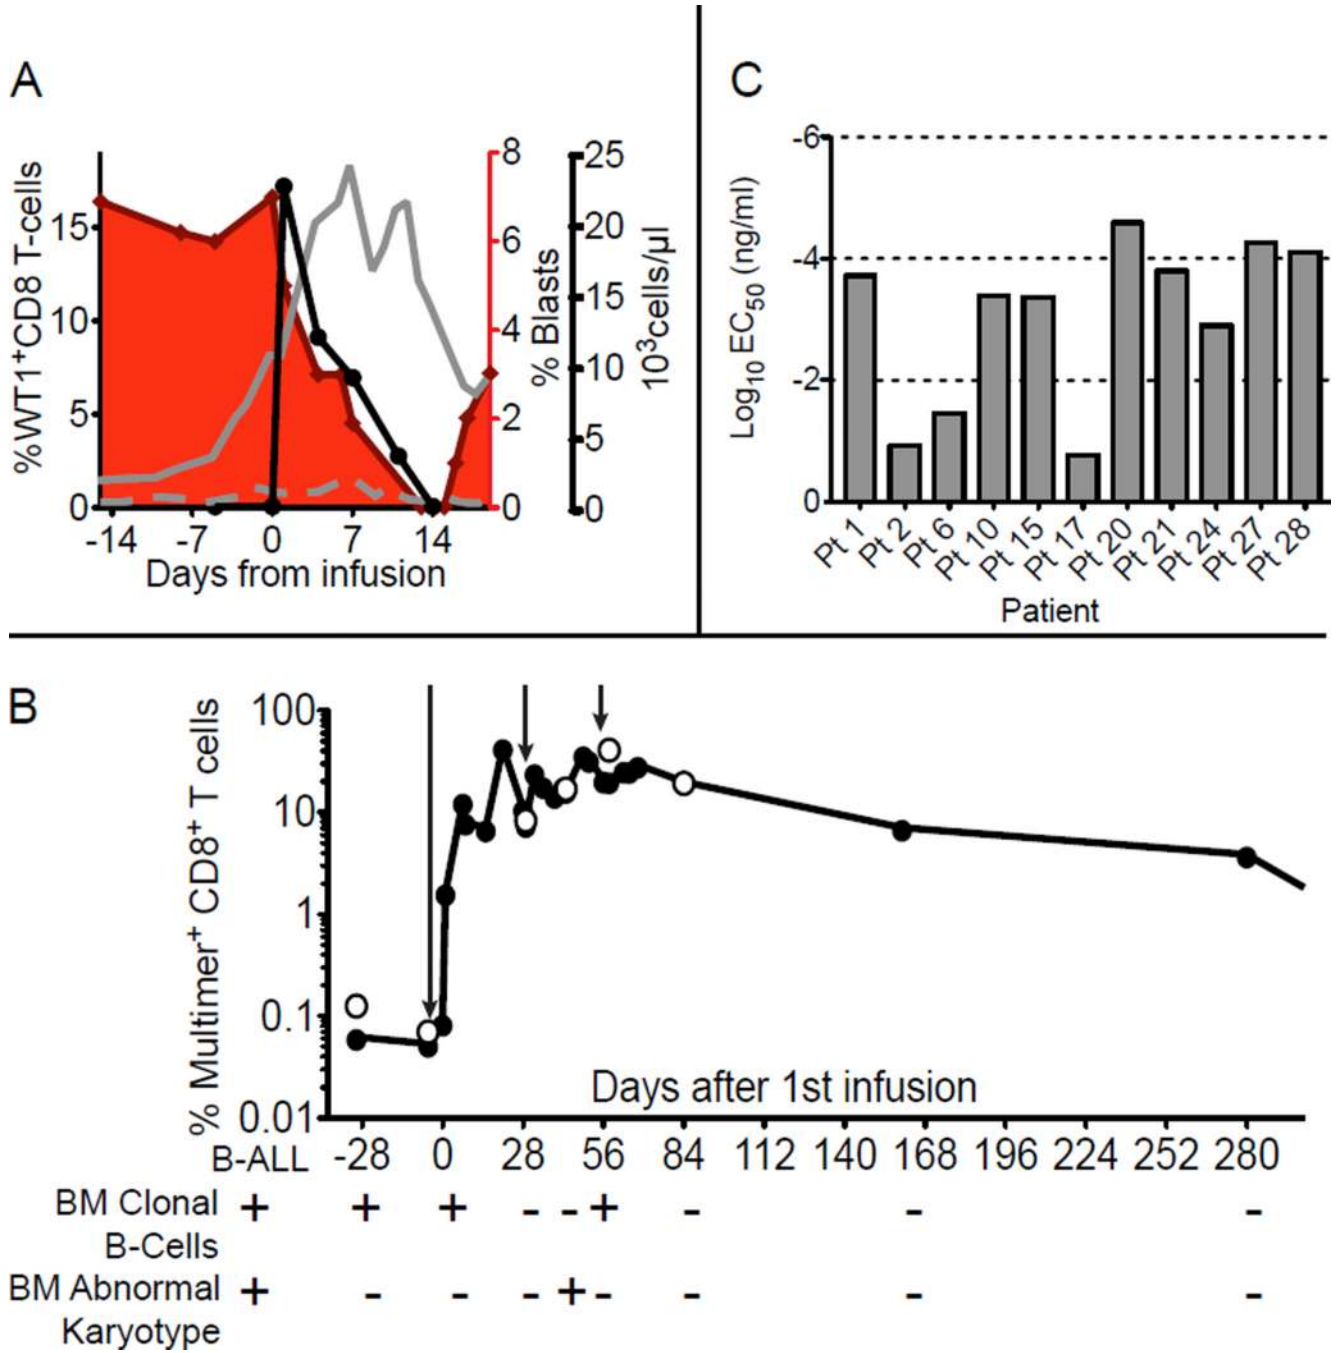 A
%WT1⁺CD8 T-cells
15
10
5
0
-14 -7 0 7 14
Days from infusion
8
6
4
2
0
% Blasts
25
20
15
10
5
0
10³cells/µl
C
Log₁₀ EC₅₀ (ng/ml)
-6
-4
-2
0
Pt 1 Pt 2 Pt 6 Pt 10 Pt 15 Pt 17 Pt 20 Pt 21 Pt 24 Pt 27 Pt 28
Patient
B
% Multimer⁺ CD8⁺ T cells
100
10
1
0.1
0.01
Days after 1st infusion
B-ALL -28 0 28 56 84 112 140 168 196 224 252 280
BM Clonal + + + - - + - - -
B-Cells
BM Abnormal + - - - + - - - -
Karyotype